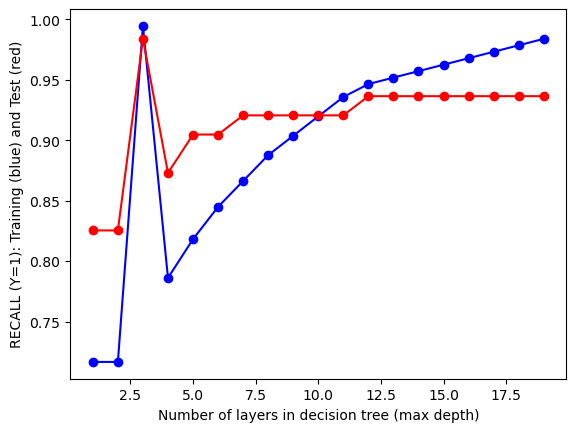 RECALL (Y=1): Training (blue) and Test (red)
1.00
0.95
0.90
0.85
0.80
0.75
2.5 5.0 7.5 10.0 12.5 15.0 17.5
Number of layers in decision tree (max depth)